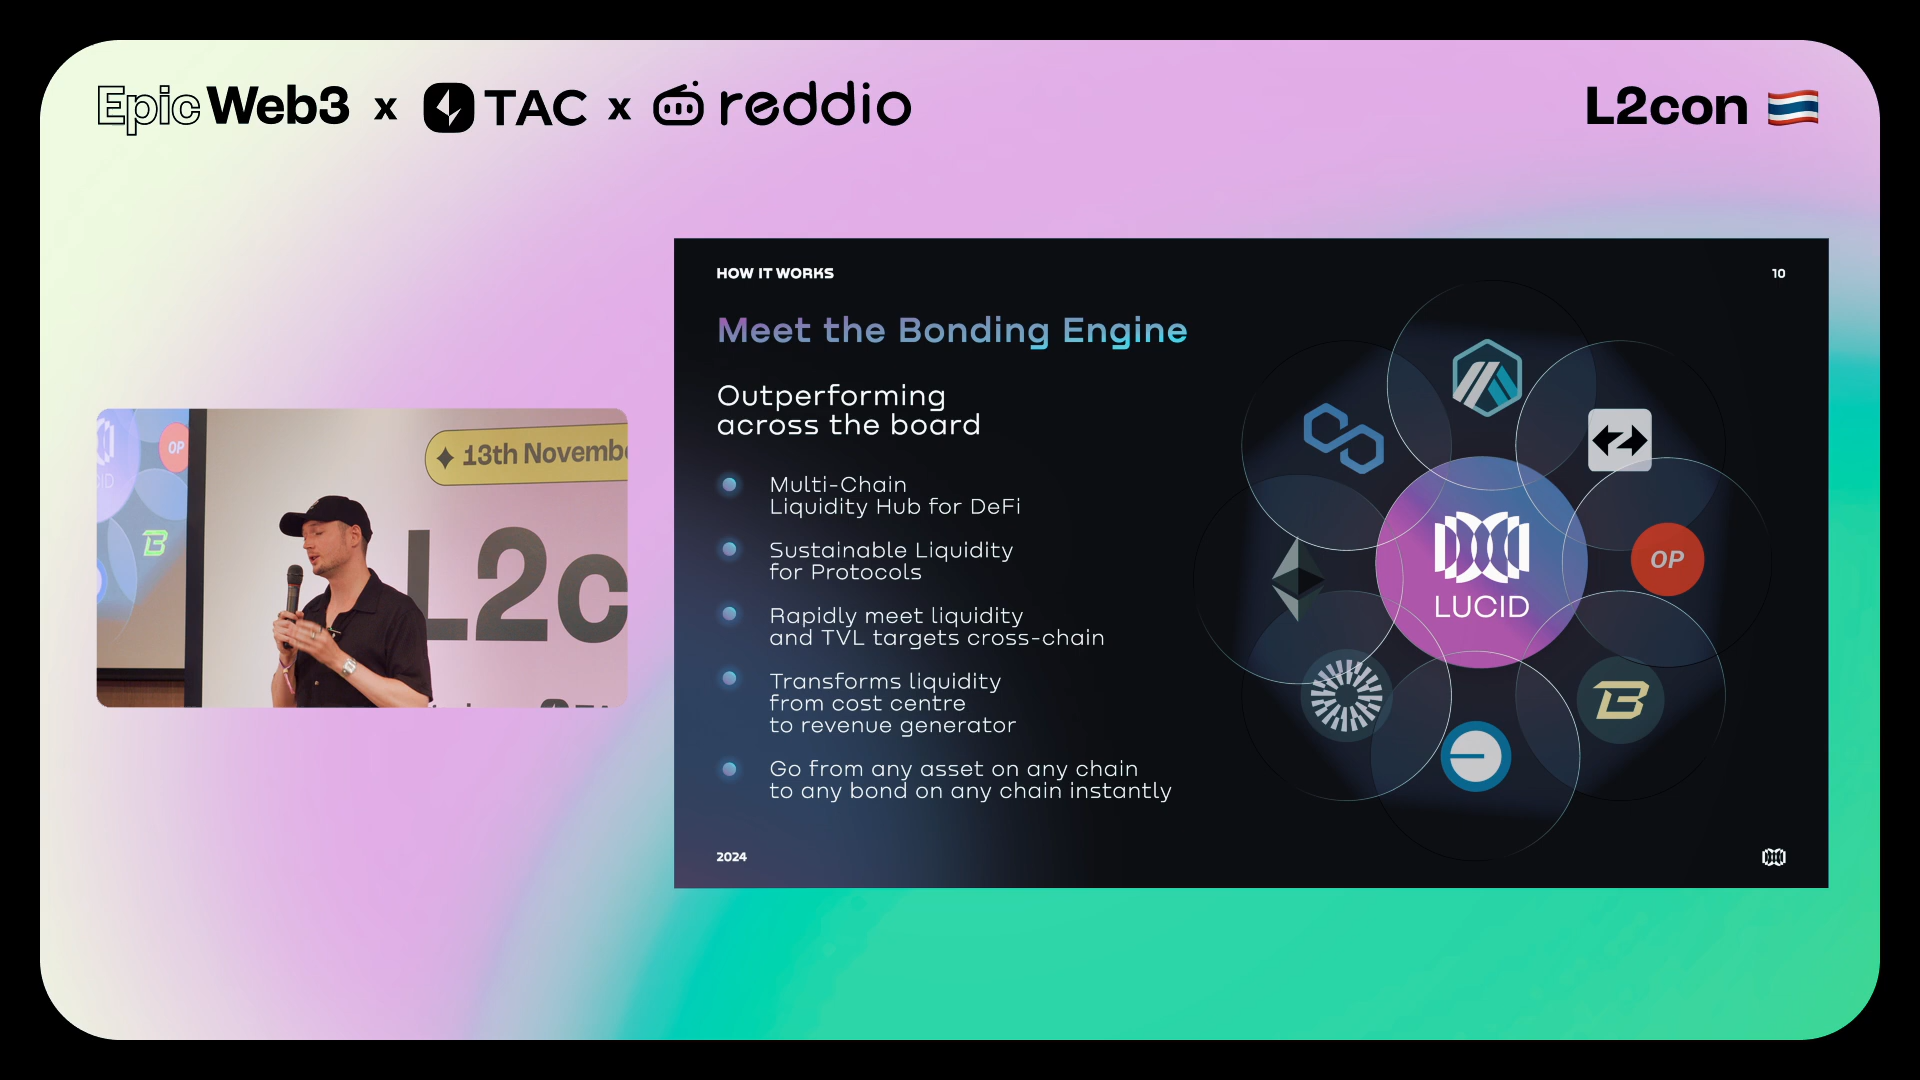 Epic Web3 x TAC x reddio
L2con
HOW IT WORKS
10
Meet the Bonding Engine
Outperforming
across the board
Multi-Chain
Liquidity Hub for DeFi
Sustainable Liquidity
for Protocols
Rapidly meet liquidity
and TVL targets cross-chain
Transforms liquidity
from cost centre
to revenue generator
Go from any asset on any chain
to any bond on any chain instantly
2024
LUCID
OP
OP
13th Novembe
L2c